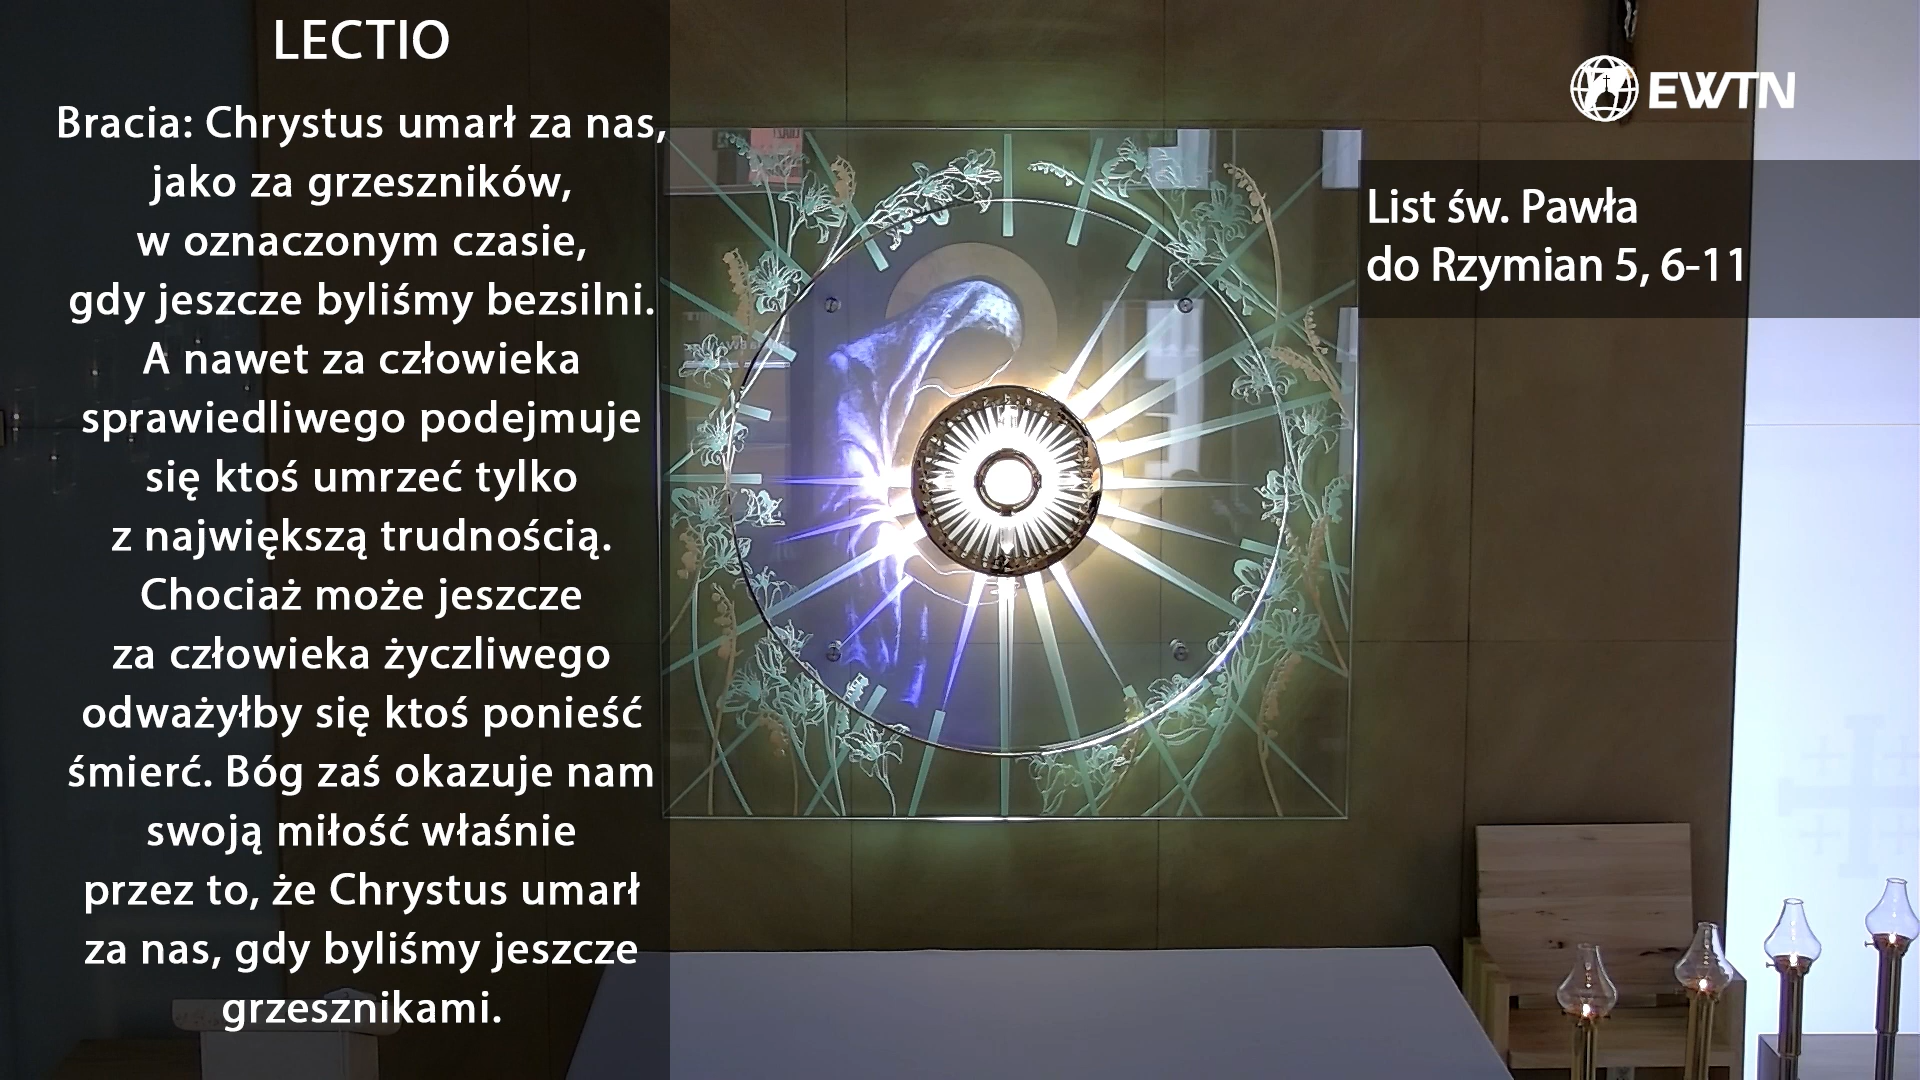 LECTIO
Bracia: Chrystus umarł za nas,
jako za grzeszników,
w oznaczonym czasie,
gdy jeszcze byliśmy bezsilni.
A nawet za człowieka
sprawiedliwego podejmuje
się ktoś umrzeć tylko
z największą trudnością.
Chociaż może jeszcze
za człowieka życzliwego
odważyłby się ktoś ponieść
śmierć. Bóg zaś okazuje nam
swoją miłość właśnie
przez to, że Chrystus umarł
za nas, gdy byliśmy jeszcze
grzesznikami.
EWTN
List św. Pawła
do Rzymian 5, 6-11